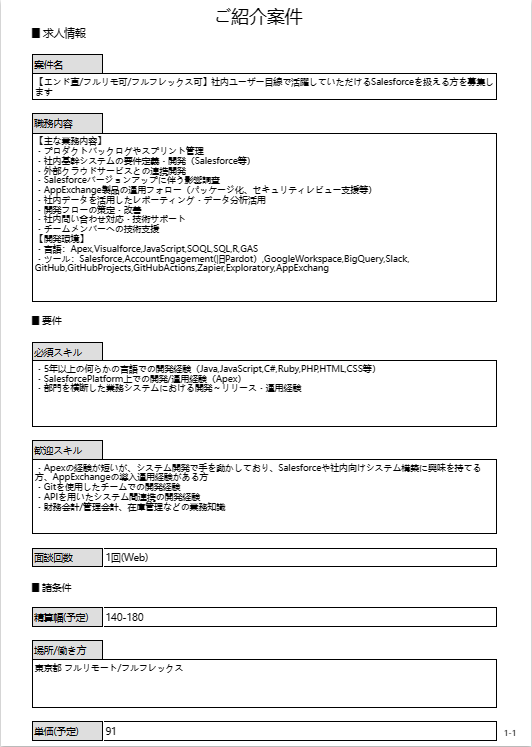 ご紹介案件
■ 求人情報
案件名
【エンド直/フルリモ可/フルフレックス可】社内ユーザー目線で活躍していただけるSalesforceを扱える方を募集し
ます
職務内容
【主な業務内容】
・プロダクトバックログやスプリント管理
・社内基幹システムの要件定義・開発（Salesforce等）
・外部クラウドサービスとの連携開発
・Salesforceバージョンアップに伴う影響調査
・AppExchange製品の運用フォロー（パッケージ化、セキュリティレビュー支援等）
・社内データを活用したレポーティング・データ分析活用
・開発フローの策定・改善
・社内問い合わせ対応・技術サポート
・チームメンバーへの技術支援
【開発環境】
・言語：Apex,Visualforce,JavaScript,SOQL,SQL,R,GAS
・ツール：Salesforce,AccountEngagement(旧Pardot）,GoogleWorkspace,BigQuery,Slack,
GitHub,GitHubProjects,GitHubActions,Zapier,Exploratory,AppExchang
■ 要件
必須スキル
・5年以上の何らかの言語での開発経験（Java,JavaScript,C#,Ruby,PHP,HTML,CSS等）
・SalesforcePlatform上での開発/運用経験（Apex）
・部門を横断した業務システムにおける開発～リリース・運用経験
歓迎スキル
・Apexの経験が短いが、システム開発で手を動かしており、Salesforceや社内向けシステム構築に興味を持てる
方、AppExchangeの導入運用経験がある方
・Gitを使用したチームでの開発経験
・APIを用いたシステム間連携の開発経験
・財務会計/管理会計、在庫管理などの業務知識
面談回数
1回(Web)
■ 諸条件
精算幅(予定)
140-180
場所/働き方
東京都 フルリモート/フルフレックス
単価(予定)
91
1-1